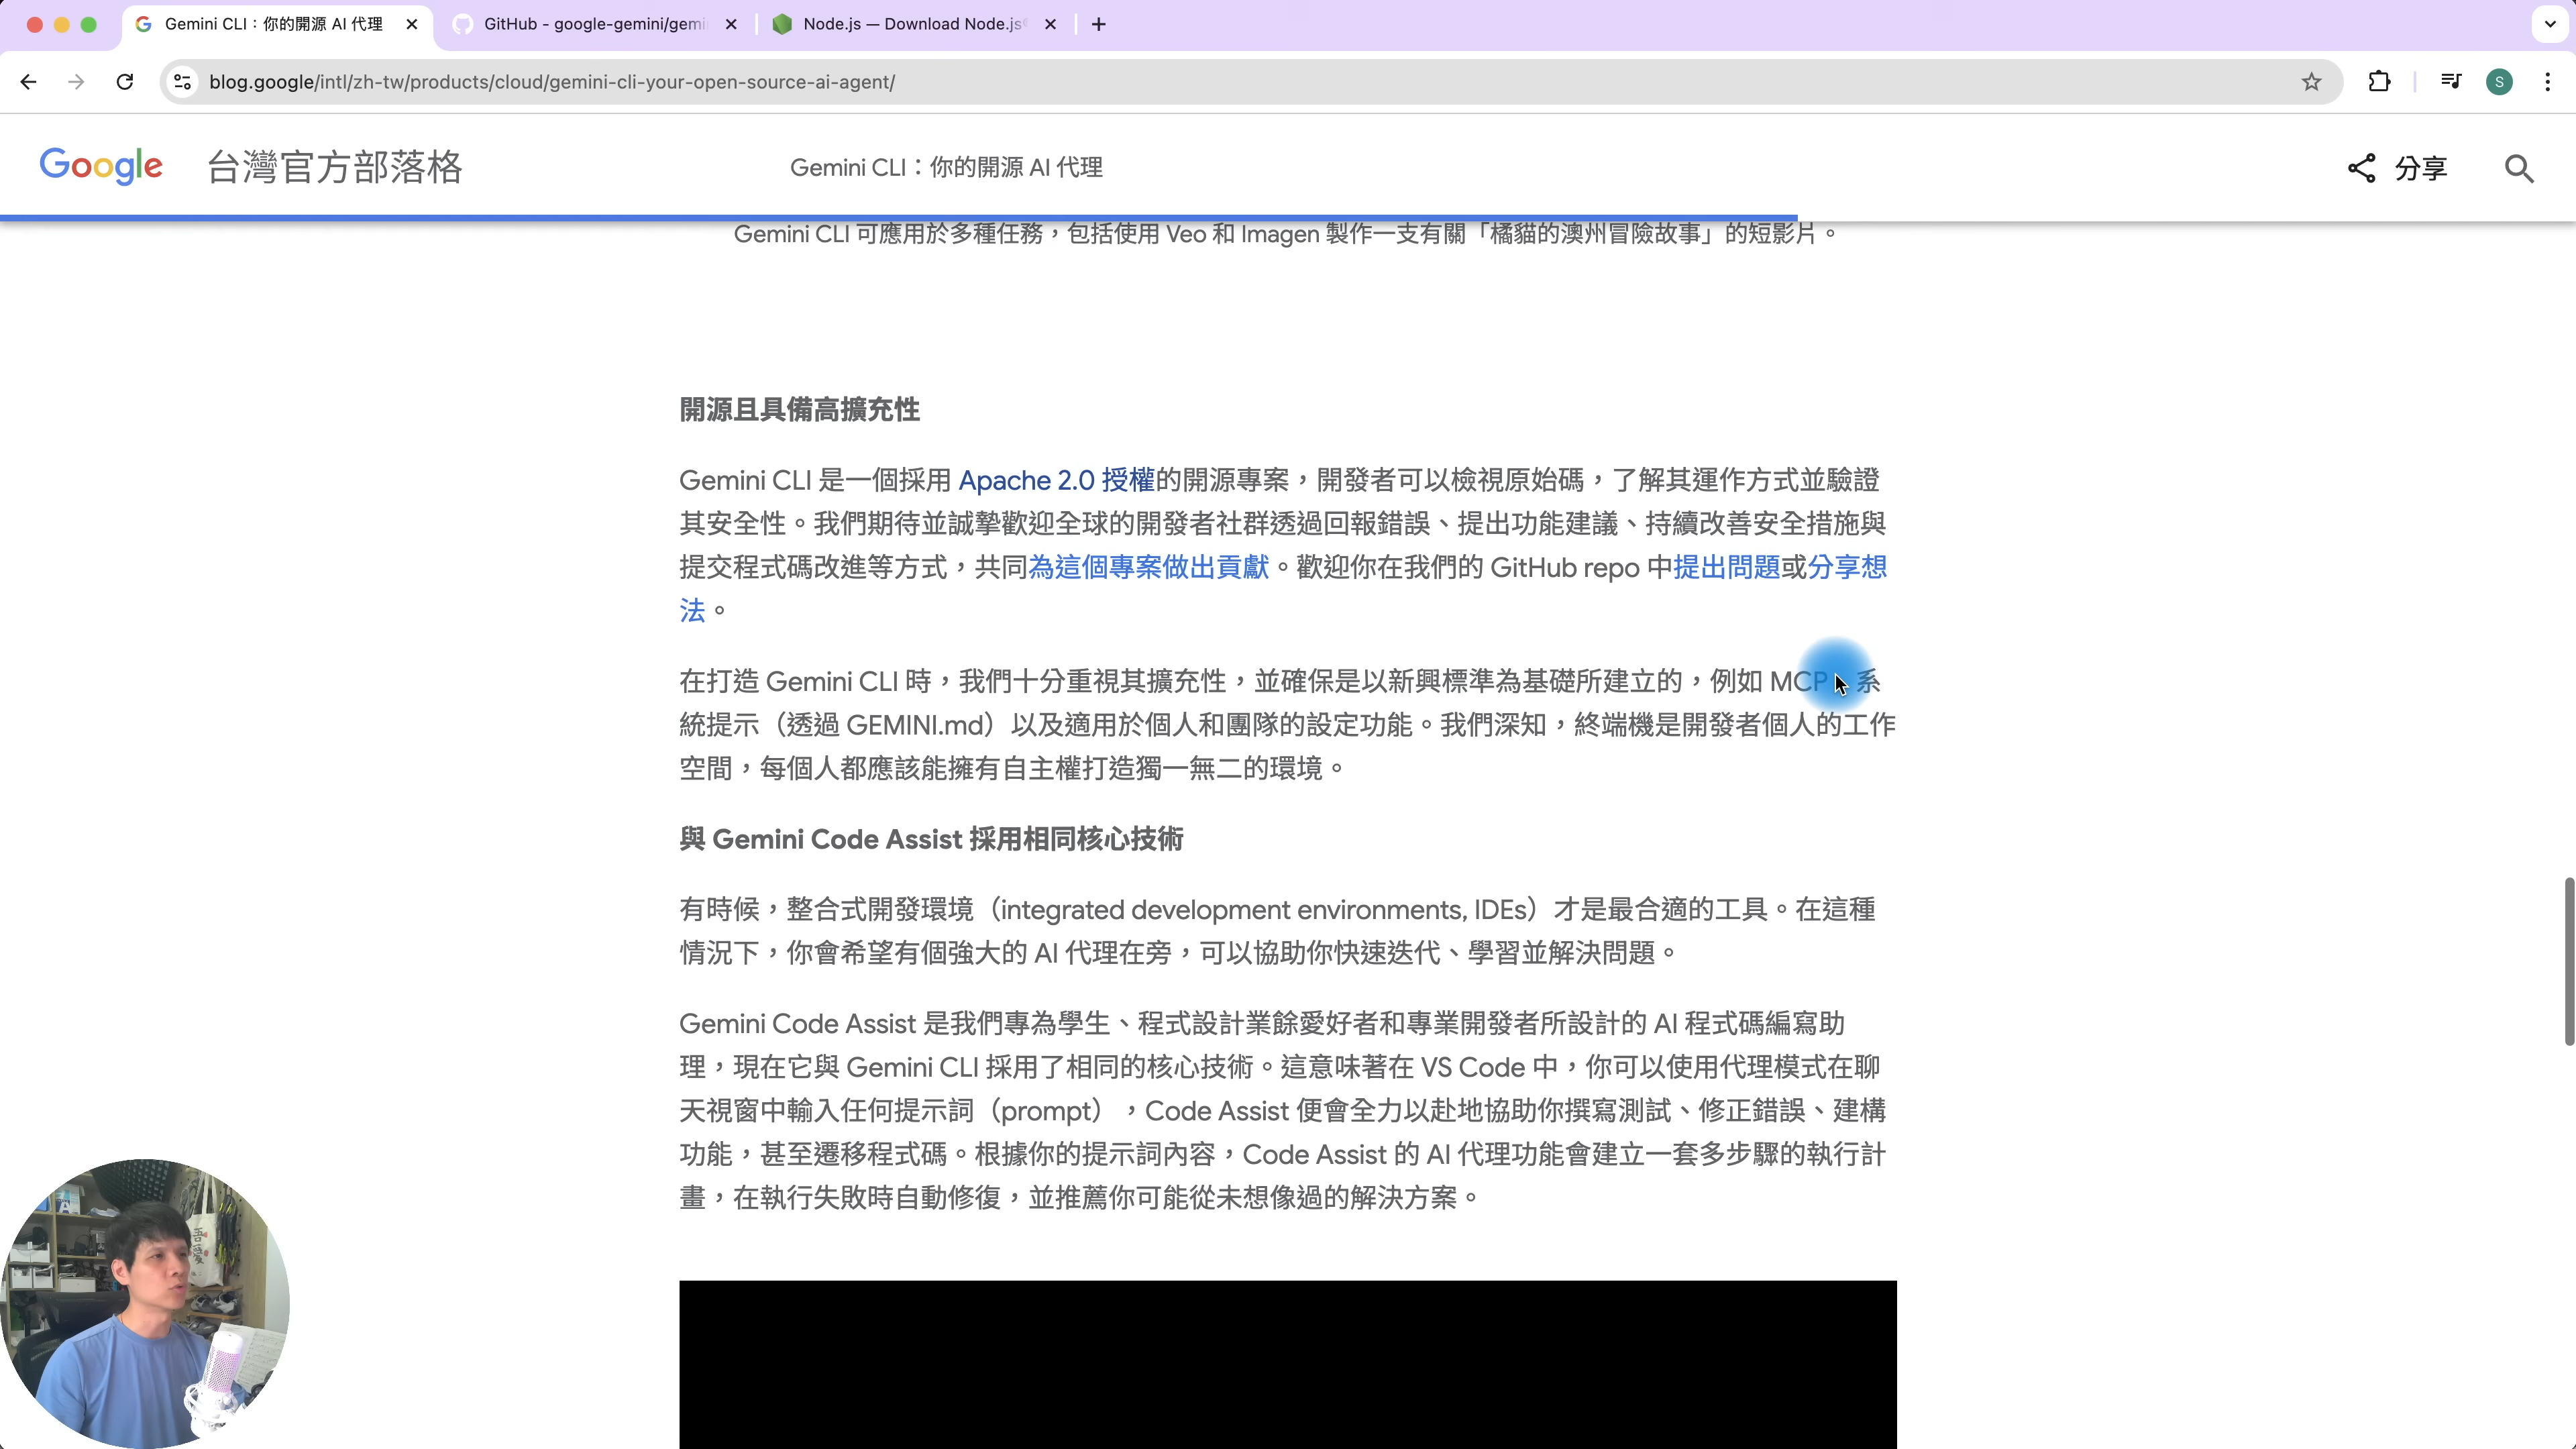 Gemini CLI：你的開源 AI 代理
GitHub - google-gemini/gemi
Node.js — Download Node.js
blog.google/intl/zh-tw/products/cloud/gemini-cli-your-open-source-ai-agent/
S
Google 台灣官方部落格
Gemini CLI：你的開源 AI 代理
分享
Gemini CLI 可應用於多種任務，包括使用 Veo 和 Imagen 製作一支有關「橘貓的澳州冒險故事」的短影片。
開源且具備高擴充性
Gemini CLI 是一個採用 Apache 2.0 授權的開源專案，開發者可以檢視原始碼，了解其運作方式並驗證
其安全性。我們期待並誠摯歡迎全球的開發者社群透過回報錯誤、提出功能建議、持續改善安全措施與
提交程式碼改進等方式，共同為這個專案做出貢獻。歡迎你在我們的 GitHub repo 中提出問題或分享想
法。
在打造 Gemini CLI 時，我們十分重視其擴充性，並確保是以新興標準為基礎所建立的，例如 MCP、系
統提示（透過 GEMINI.md）以及適用於個人和團隊的設定功能。我們深知，終端機是開發者個人的工作
空間，每個人都應該能擁有自主權打造獨一無二的環境。
與 Gemini Code Assist 採用相同核心技術
有時候，整合式開發環境（integrated development environments, IDEs）才是最合適的工具。在這種
情況下，你會希望有個強大的 AI 代理在旁，可以協助你快速迭代、學習並解決問題。
Gemini Code Assist 是我們專為學生、程式設計業餘愛好者和專業開發者所設計的 AI 程式碼編寫助
理，現在它與 Gemini CLI 採用了相同的核心技術。這意味著在 VS Code 中，你可以使用代理模式在聊
天視窗中輸入任何提示詞（prompt），Code Assist 便會全力以赴地協助你撰寫測試、修正錯誤、建構
功能，甚至遷移程式碼。根據你的提示詞內容，Code Assist 的 AI 代理功能會建立一套多步驟的執行計
畫，在執行失敗時自動修復，並推薦你可能從未想像過的解決方案。